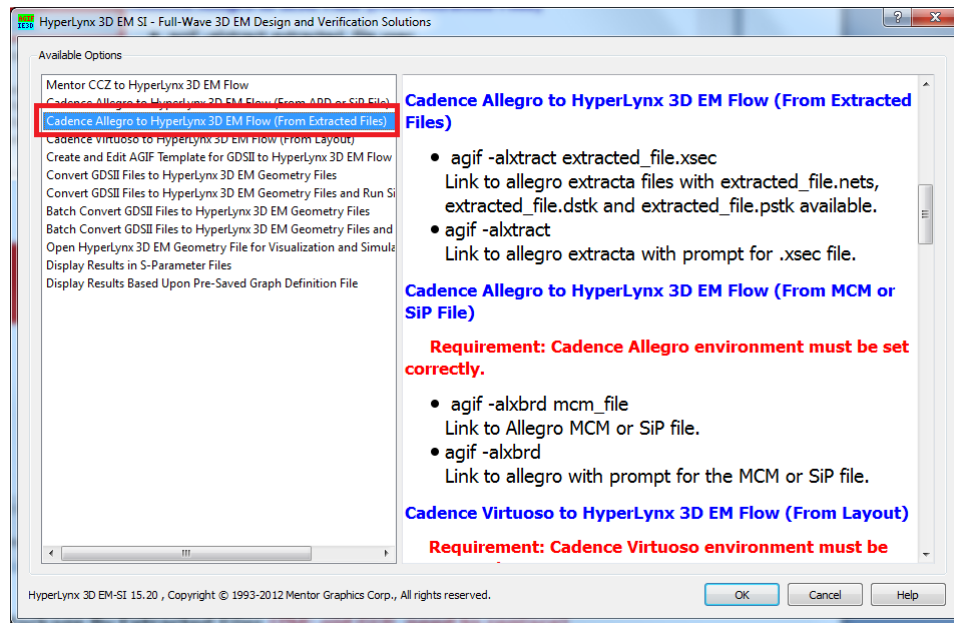 AGIF
IE3D
HyperLynx 3D EM SI - Full-Wave 3D EM Design and Verification Solutions
Available Options
Mentor CCZ to HyperLynx 3D EM Flow
Cadence Allegro to HyperLynx 3D EM Flow (From APD or SiP File)
Cadence Allegro to HyperLynx 3D EM Flow (From Extracted Files)
Cadence Virtuoso to HyperLynx 3D EM Flow (From Layout)
Create and Edit AGIF Template for GDSII to HyperLynx 3D EM Flow
Convert GDSII Files to HyperLynx 3D EM Geometry Files
Convert GDSII Files to HyperLynx 3D EM Geometry Files and Run Si
Batch Convert GDSII Files to HyperLynx 3D EM Geometry Files
Batch Convert GDSII Files to HyperLynx 3D EM Geometry Files and
Open HyperLynx 3D EM Geometry File for Visualization and Simula
Display Results in S-Parameter Files
Display Results Based Upon Pre-Saved Graph Definition File
Cadence Allegro to HyperLynx 3D EM Flow (From Extracted
Files)
• agif -alxtract extracted_file.xsec
Link to allegro extracta files with extracted_file.nets,
extracted_file.dstk and extracted_file.pstk available.
• agif -alxtract
Link to allegro extracta with prompt for .xsec file.
Cadence Allegro to HyperLynx 3D EM Flow (From MCM or
SiP File)
Requirement: Cadence Allegro environment must be set
correctly.
• agif -alxbrd mcm_file
Link to Allegro MCM or SiP file.
• agif -alxbrd
Link to allegro with prompt for the MCM or SiP file.
Cadence Virtuoso to HyperLynx 3D EM Flow (From Layout)
Requirement: Cadence Virtuoso environment must be
HyperLynx 3D EM-SI 15.20 , Copyright © 1993-2012 Mentor Graphics Corp., All rights reserved.
OK
Cancel
Help